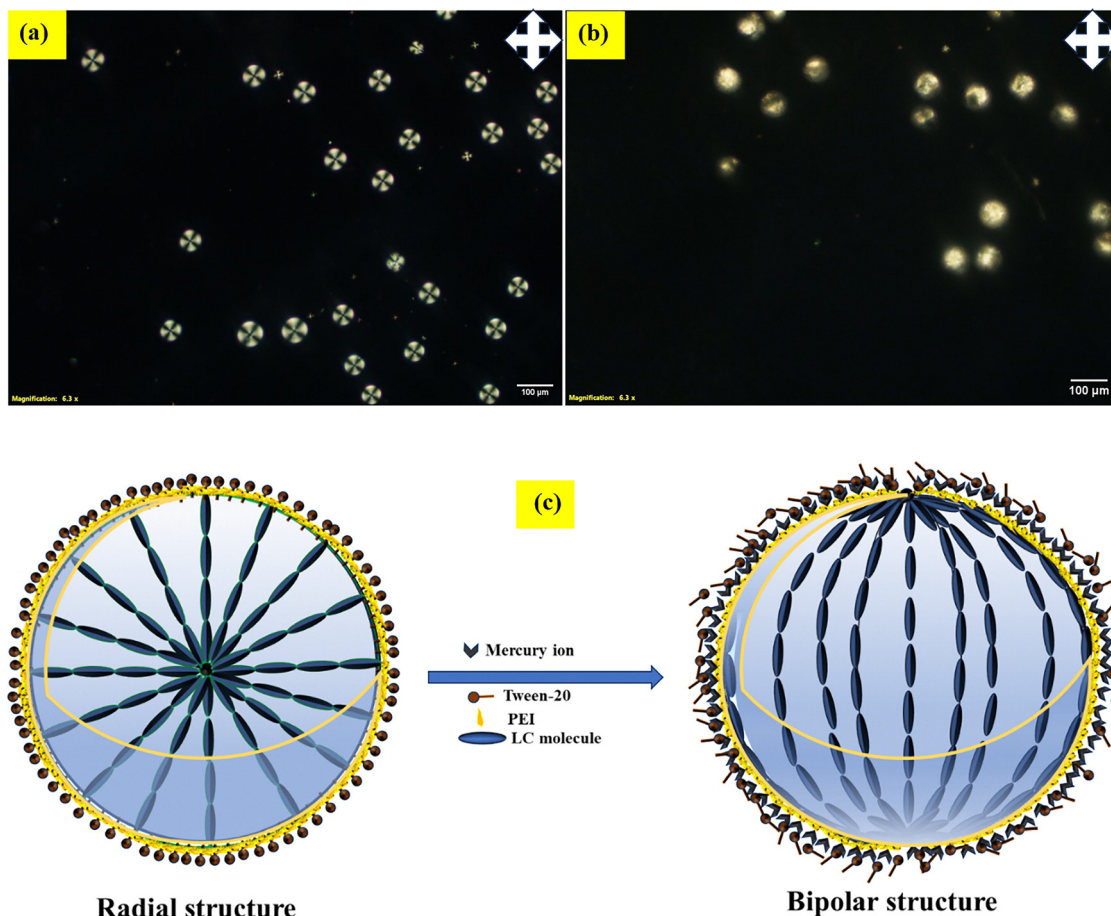 (a)
(b)
100 µm
Magnification: 6.3 x
100 µm
Magnification: 6.3 x
(c)
Mercury ion
Tween-20
PEI
LC molecule
Radial structure
Bipolar structure